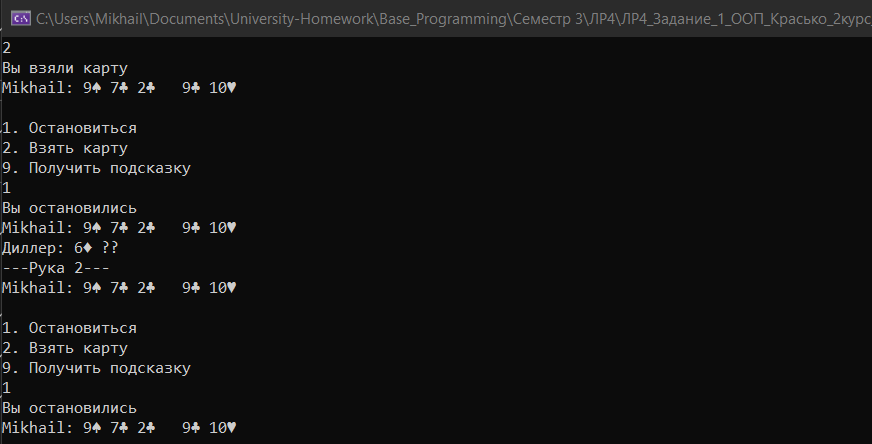 C:\Users\Mikhail\Documents\University-Homework\Base_Programming\Семестр 3\ЛР4\ЛР4_Задание_1_ООП_Красько_2курс
2
Вы взяли карту
Mikhail: 9♠ 7♣ 2♣   9♣ 10♥
1. Остановиться
2. Взять карту
9. Получить подсказку
1
Вы остановились
Mikhail: 9♠ 7♣ 2♣   9♣ 10♥
Диллер: 6♦ ??
---Рука 2---
Mikhail: 9♠ 7♣ 2♣   9♣ 10♥
1. Остановиться
2. Взять карту
9. Получить подсказку
1
Вы остановились
Mikhail: 9♠ 7♣ 2♣   9♣ 10♥